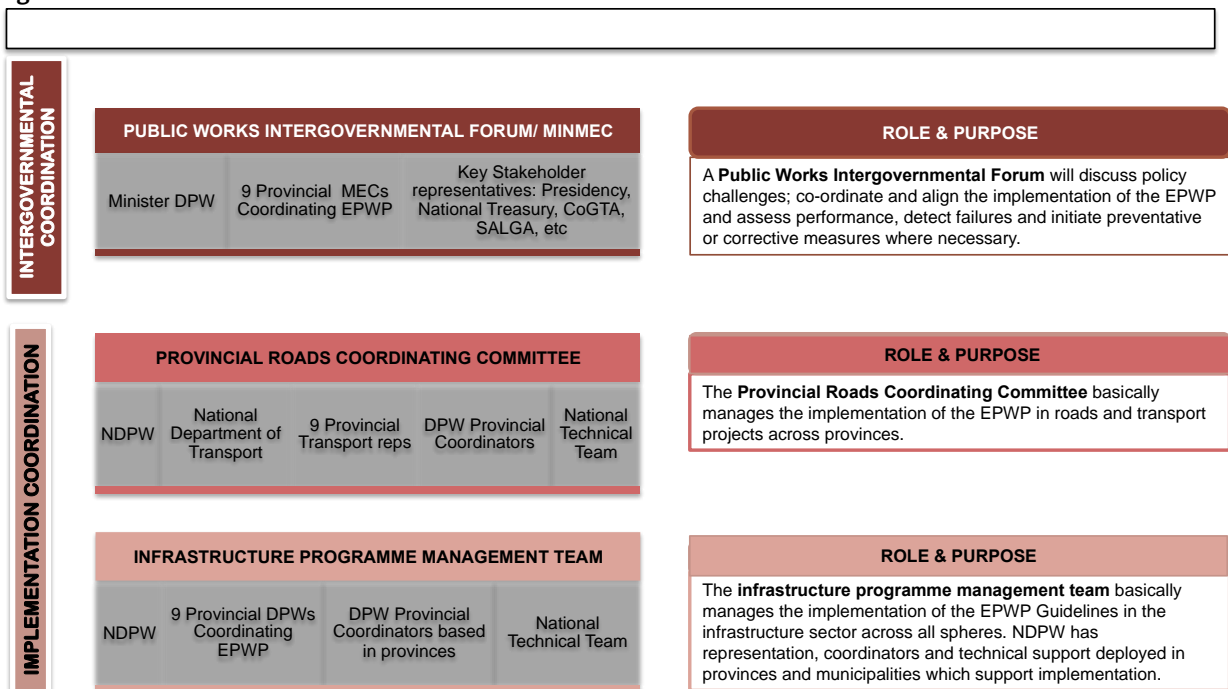 INTERGOVERNMENTAL
COORDINATION
PUBLIC WORKS INTERGOVERNMENTAL FORUM/ MINMEC
Minister DPW
9 Provincial MECs
Coordinating EPWP
Key Stakeholder
representatives: Presidency,
National Treasury, CoGTA,
SALGA, etc
ROLE & PURPOSE
A Public Works Intergovernmental Forum will discuss policy
challenges; co-ordinate and align the implementation of the EPWP
and assess performance, detect failures and initiate preventative
or corrective measures where necessary.
IMPLEMENTATION COORDINATION
PROVINCIAL ROADS COORDINATING COMMITTEE
NDPW
National
Department of
Transport
9 Provincial
Transport reps
DPW Provincial
Coordinators
National
Technical
Team
ROLE & PURPOSE
The Provincial Roads Coordinating Committee basically
manages the implementation of the EPWP in roads and transport
projects across provinces.
INFRASTRUCTURE PROGRAMME MANAGEMENT TEAM
NDPW
9 Provincial DPWs
Coordinating
EPWP
DPW Provincial
Coordinators based
in provinces
National
Technical Team
ROLE & PURPOSE
The infrastructure programme management team basically
manages the implementation of the EPWP Guidelines in the
infrastructure sector across all spheres. NDPW has
representation, coordinators and technical support deployed in
provinces and municipalities which support implementation.